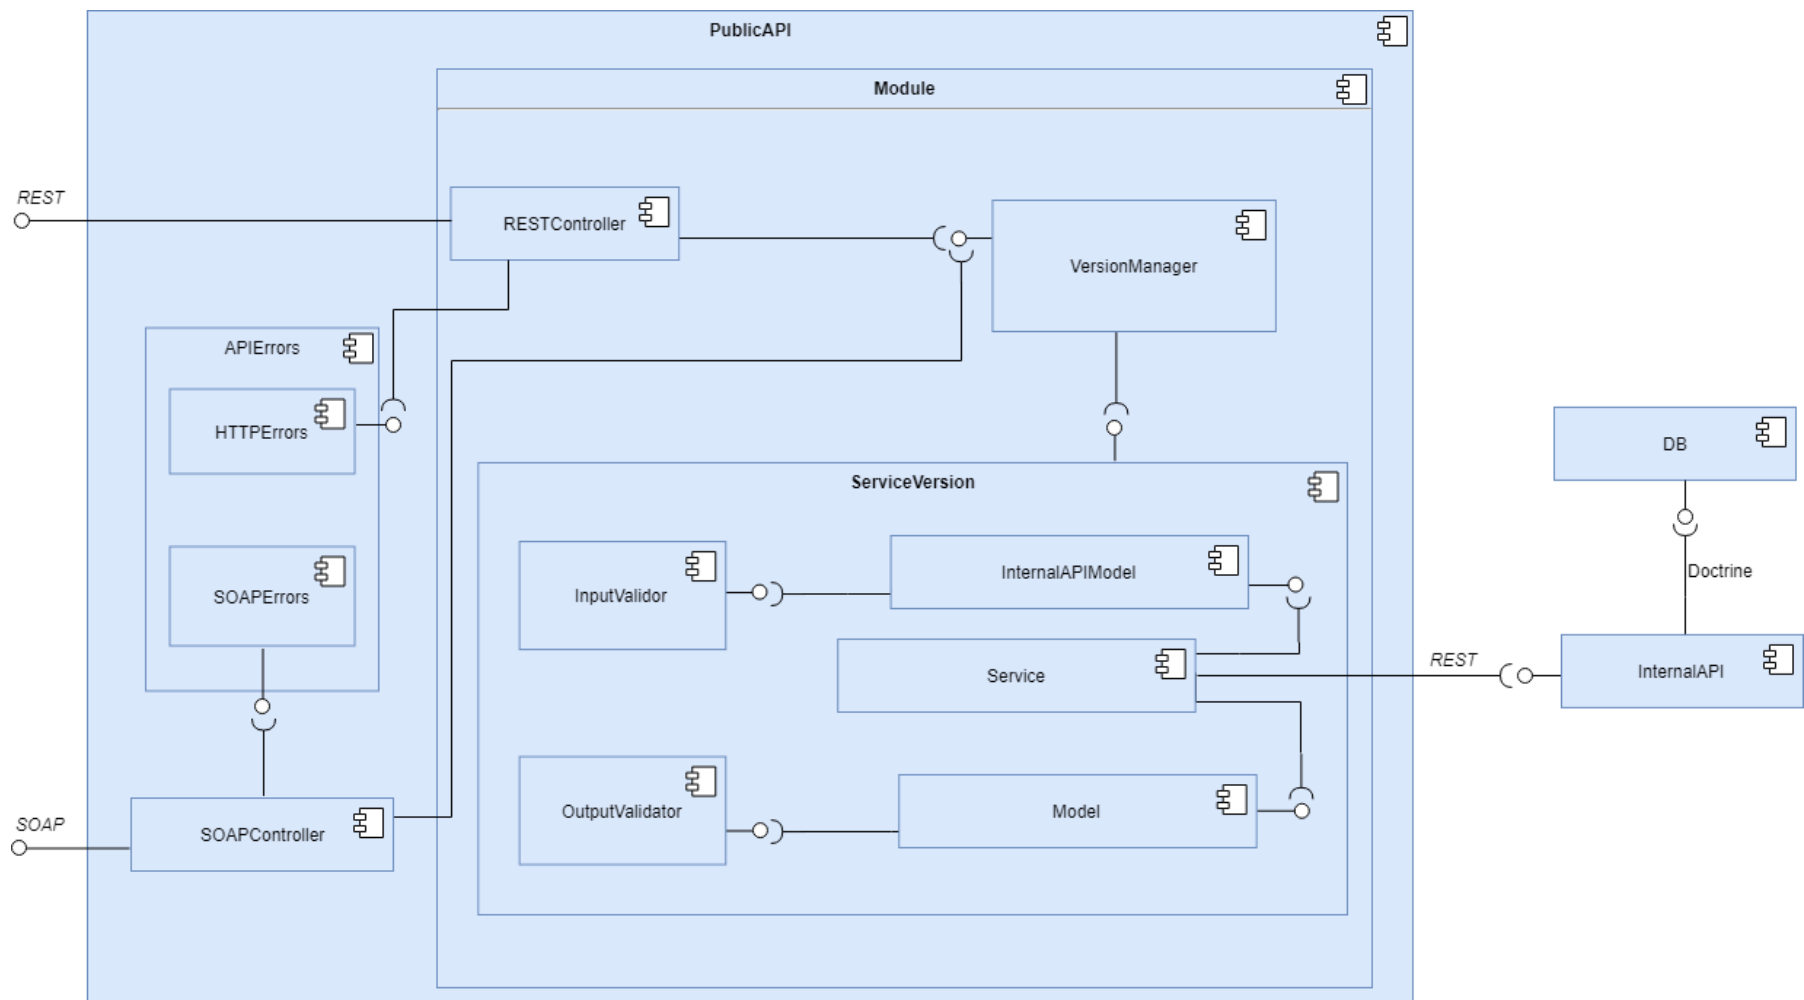 PublicAPI
Module
REST
RESTController
VersionManager
APIErrors
HTTPErrors
DB
ServiceVersion
SOAPErrors
InputValidor
InternalAPIModel
Doctrine
Service
REST
InternalAPI
OutputValidator
Model
SOAP
SOAPController